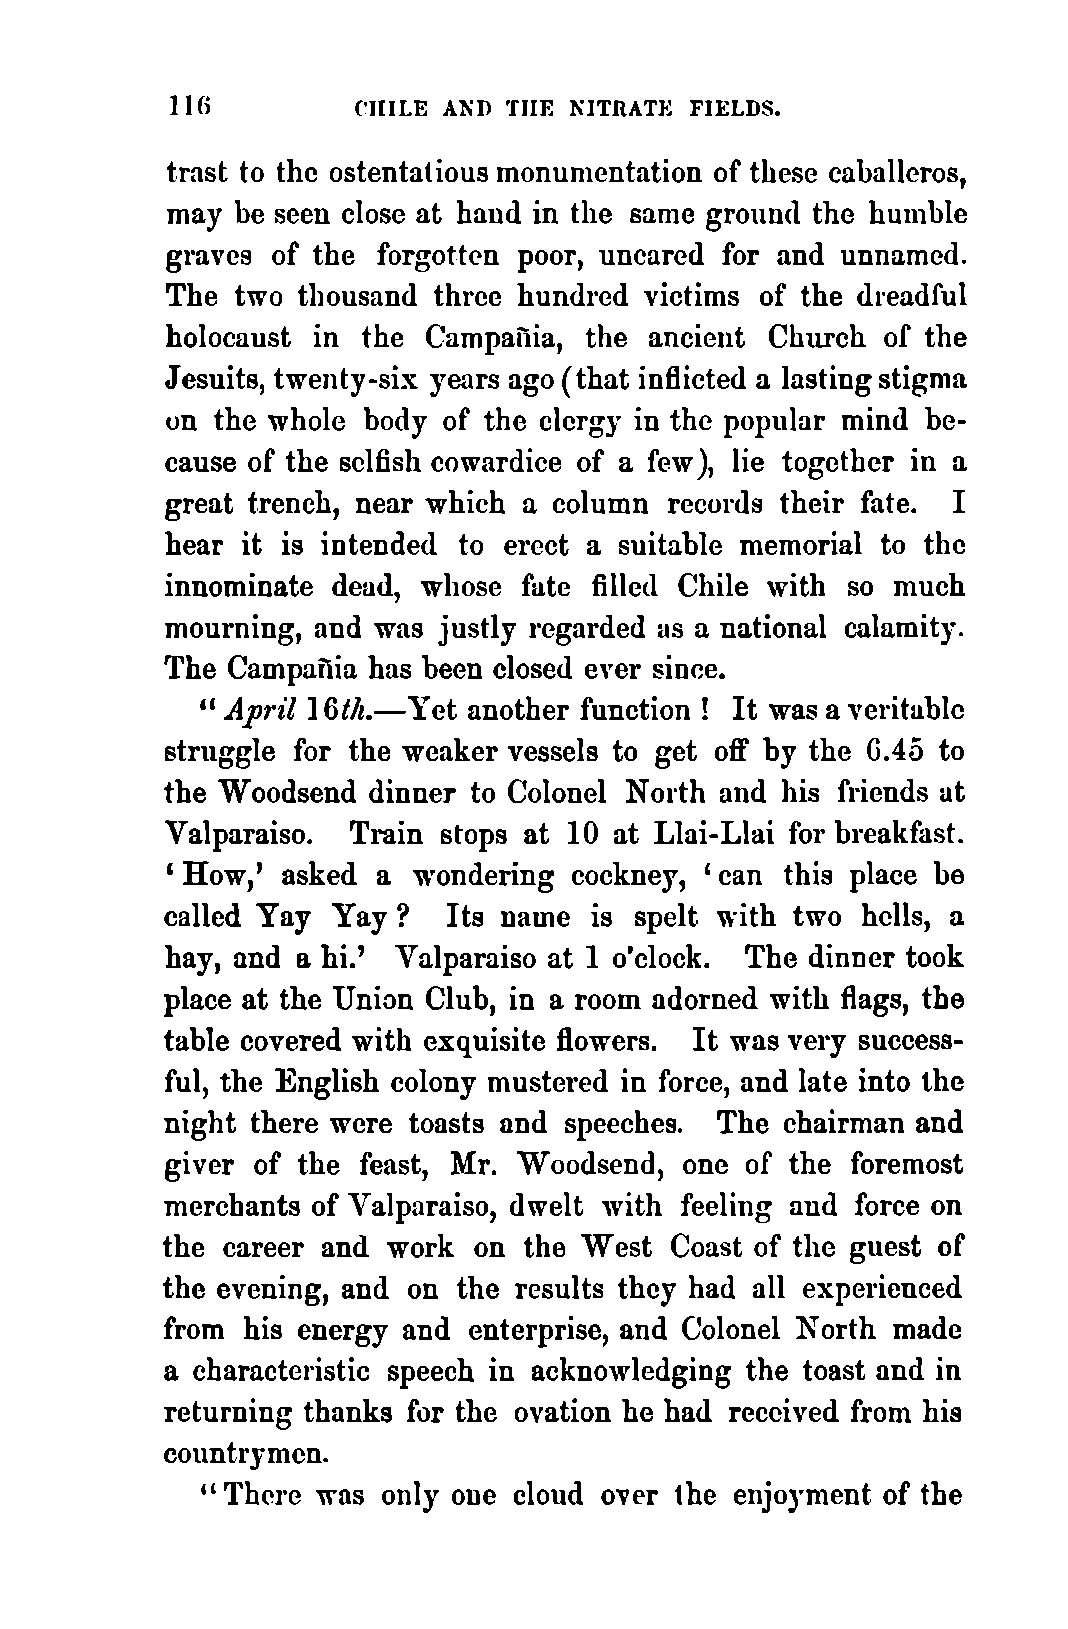 116 CHILE AND THE NITRATE FIELDS.
trast to the ostentatious monumentation of these caballeros,
may be seen close at hand in the same ground the humble
graves of the forgotten poor, uncared for and unnamed.
The two thousand three hundred victims of the dreadful
holocaust in the Campañia, the ancient Church of the
Jesuits, twenty-six years ago (that inflicted a lasting stigma
on the whole body of the clergy in the popular mind be-
cause of the selfish cowardice of a few), lie together in a
great trench, near which a column records their fate. I
hear it is intended to erect a suitable memorial to the
innominate dead, whose fate filled Chile with so much
mourning, and was justly regarded as a national calamity.
The Campañia has been closed ever since.
“April 16th.—Yet another function ! It was a veritable
struggle for the weaker vessels to get off by the 6.45 to
the Woodsend dinner to Colonel North and his friends at
Valparaiso. Train stops at 10 at Llai-Llai for breakfast.
‘How,’ asked a wondering cockney, ‘can this place be
called Yay Yay ? Its name is spelt with two hells, a
hay, and a hi.’ Valparaiso at 1 o'clock. The dinner took
place at the Union Club, in a room adorned with flags, the
table covered with exquisite flowers. It was very success-
ful, the English colony mustered in force, and late into the
night there were toasts and speeches. The chairman and
giver of the feast, Mr. Woodsend, one of the foremost
merchants of Valparaiso, dwelt with feeling and force on
the career and work on the West Coast of the guest of
the evening, and on the results they had all experienced
from his energy and enterprise, and Colonel North made
a characteristic speech in acknowledging the toast and in
returning thanks for the ovation he had received from his
countrymen.
“There was only one cloud over the enjoyment of the